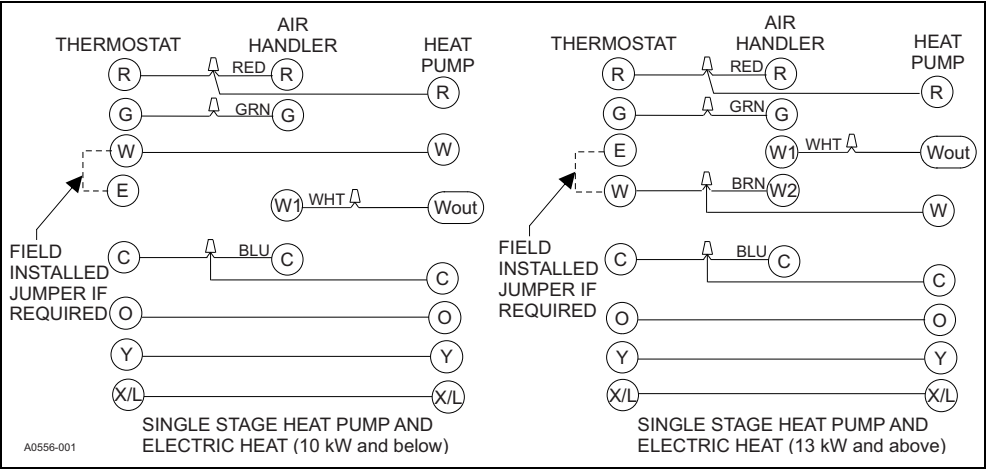 THERMOSTAT
AIR
HANDLER
HEAT
PUMP
R
RED
R
R
G
GRN
G
W
W
E
W1
WHT
Wout
FIELD
INSTALLED
JUMPER IF
REQUIRED
C
BLU
C
C
O
O
Y
Y
X/L
X/L
SINGLE STAGE HEAT PUMP AND
ELECTRIC HEAT (10 kW and below)
A0556-001
THERMOSTAT
AIR
HANDLER
HEAT
PUMP
R
RED
R
R
G
GRN
G
E
W1
WHT
Wout
W
BRN
W2
W
FIELD
INSTALLED
JUMPER IF
REQUIRED
C
BLU
C
C
O
O
Y
Y
X/L
X/L
SINGLE STAGE HEAT PUMP AND
ELECTRIC HEAT (13 kW and above)